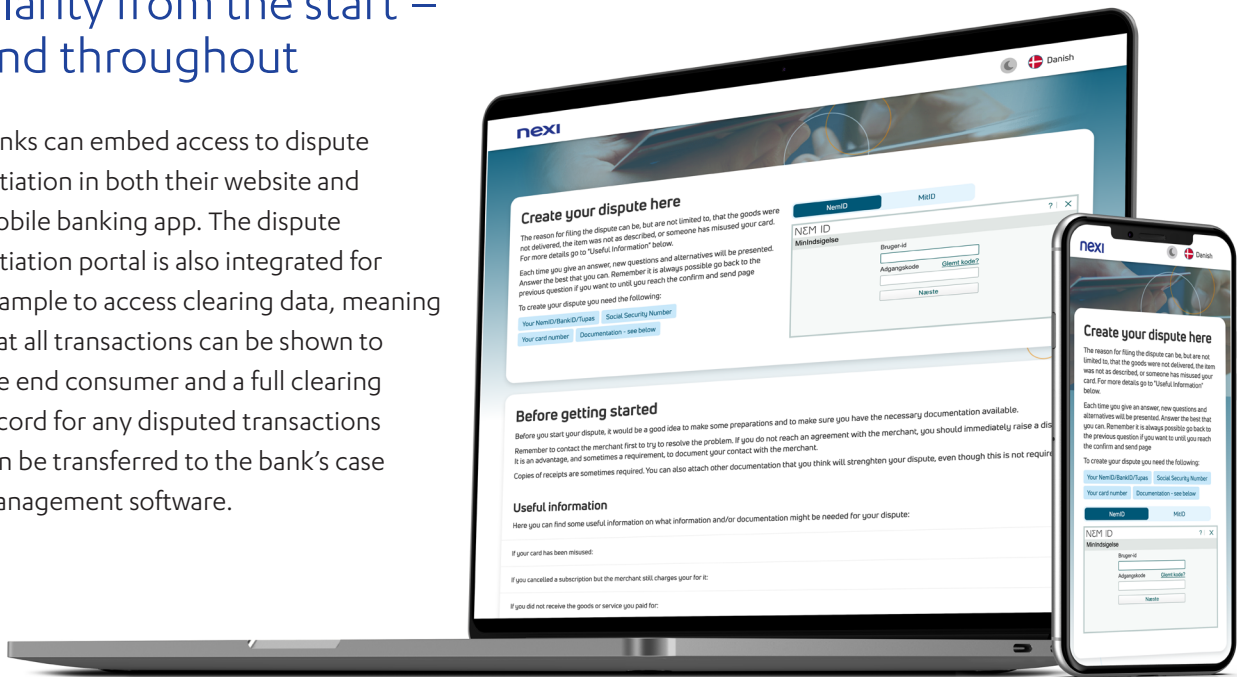 larity from the start –
nd throughout
nks can embed access to dispute
tiation in both their website and
obile banking app. The dispute
tiation portal is also integrated for
ample to access clearing data, meaning
at all transactions can be shown to
e end consumer and a full clearing
cord for any disputed transactions
n be transferred to the bank's case
anagement software.
nexi
Danish
Create your dispute here
The reason for filing the dispute can be, but are not limited to, that the goods were
not delivered, the item was not as described, or someone has misused your card.
For more details go to "Useful Information" below.
Each time you give an answer, new questions and alternatives will be presented.
Answer the best that you can. Remember it is always possible go back to the
previous question if you want to until you reach the confirm and send page
To create your dispute you need the following:
Your NemID/BankID/Tupas Social Security Number
Your card number Documentation - see below
NemID MitID
NEM ID ? X
MinIndsigelse
Bruger-id
Adgangskode Glemt kode?
Næste
Before getting started
Before you start your dispute, it would be a good idea to make some preparations and to make sure you have the necessary documentation available.
Remember to contact the merchant first to try to resolve the problem. If you do not reach an agreement with the merchant, you should immediately raise a dis
It is an advantage, and sometimes a requirement, to document your contact with the merchant.
Copies of receipts are sometimes required. You can also attach other documentation that you think will strenghten your dispute, even though this is not require
Useful information
Here you can find some useful information on what information and/or documentation might be needed for your dispute:
If your card has been misused:
If you cancelled a subscription but the merchant still charges your for it:
If you did not receive the goods or service you paid for:
nexi
Danish
Create your dispute here
The reason for filing the dispute can be, but are not
limited to, that the goods were not delivered, the item
was not as described, or someone has misused your
card. For more details go to "Useful Information"
below.
Each time you give an answer, new questions and
alternatives will be presented. Answer the best that
you can. Remember it is always possible go back to
the previous question if you want to until you reach
the confirm and send page
To create your dispute you need the following:
Your NemID/BankID/Tupas Social Security Number
Your card number Documentation - see below
NemID MitID
NEM ID ? X
MinIndsigelse
Bruger-id
Adgangskode Glemt kode?
Næste